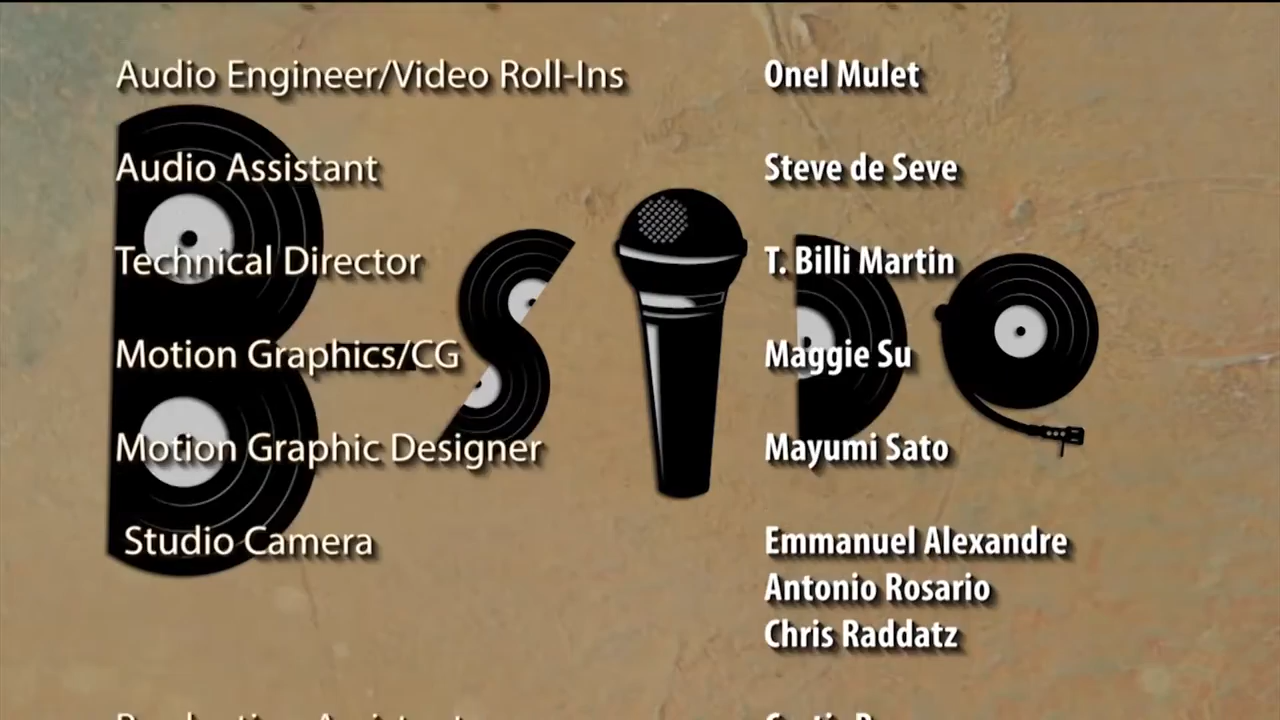 Audio Engineer/Video Roll-Ins Onel Mulet
Audio Assistant Steve de Seve
Technical Director T. Billi Martin
Motion Graphics/CG Maggie Su
Motion Graphic Designer Mayumi Sato
Studio Camera Emmanuel Alexandre
Antonio Rosario
Chris Raddatz
B-side